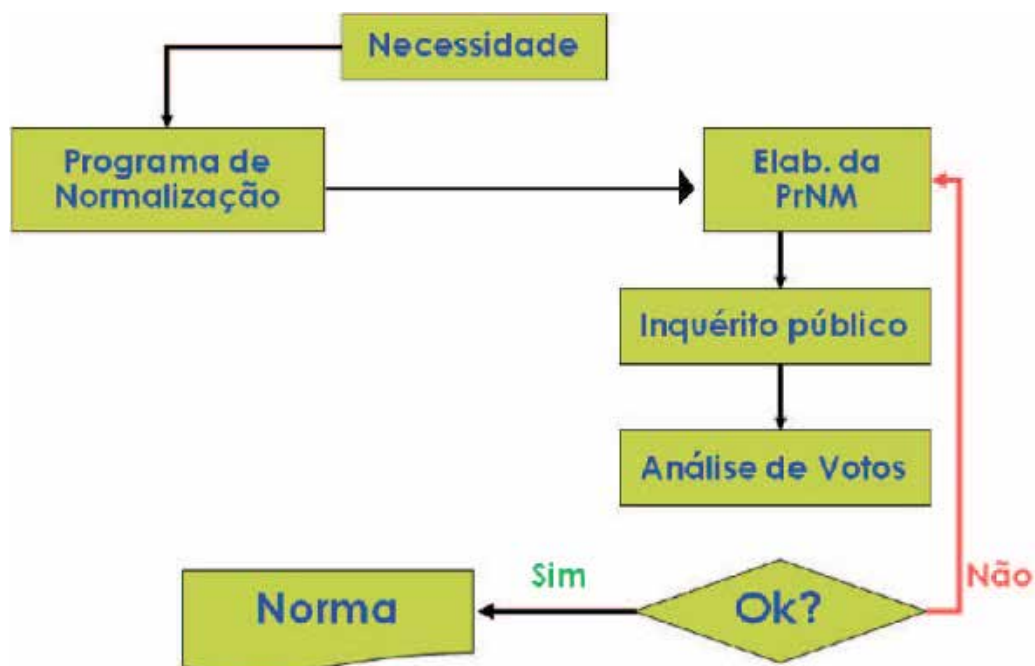 Necessidade
Programa de
Normalização
Elab. da
PrNM
Inquérito público
Análise de Votos
Sim
Não
Norma
Ok?